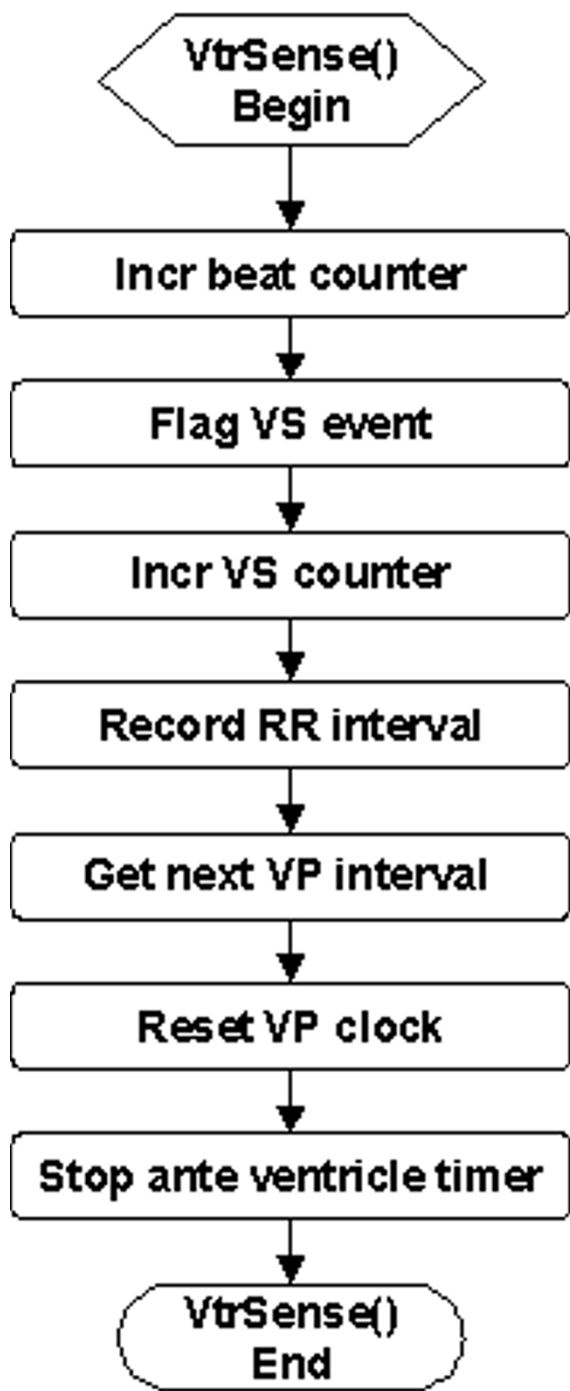 VtrSense()
Begin
Incr beat counter
Flag VS event
Incr VS counter
Record RR interval
Get next VP interval
Reset VP clock
Stop ante ventricle timer
VtrSense()
End